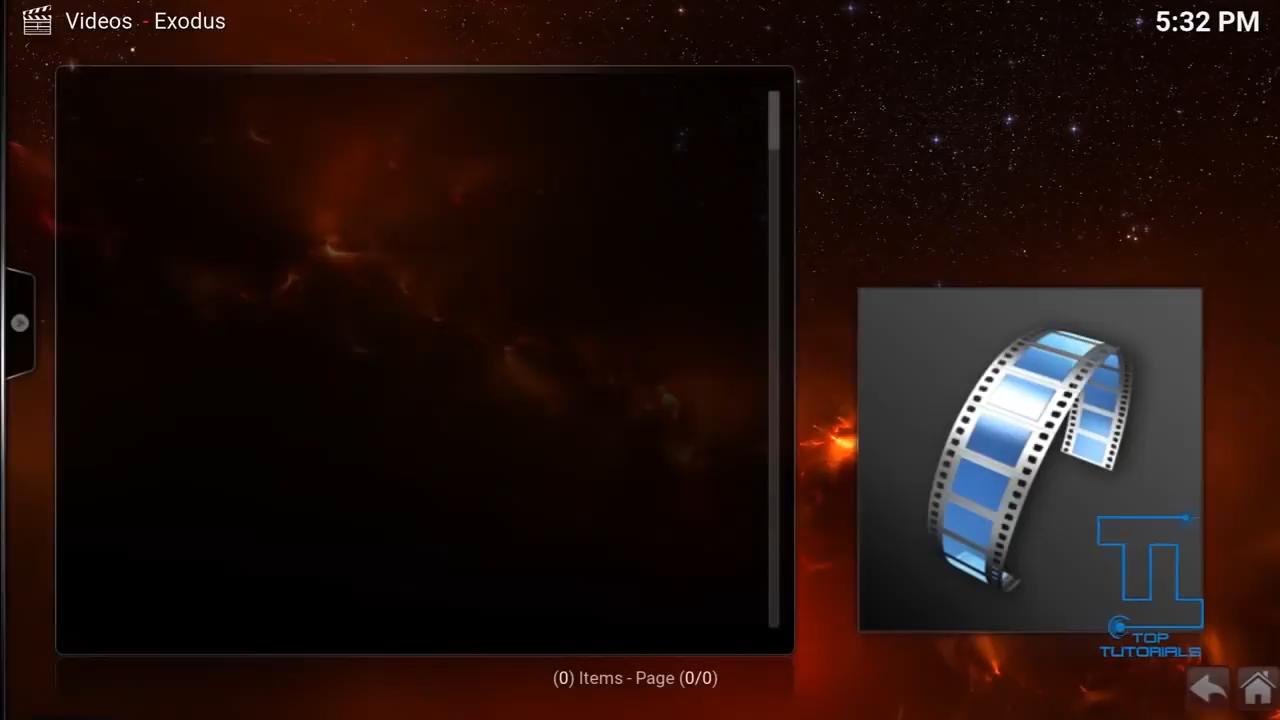 Videos - Exodus
5:32 PM
TOP
TUTORIALS
(0) Items - Page (0/0)